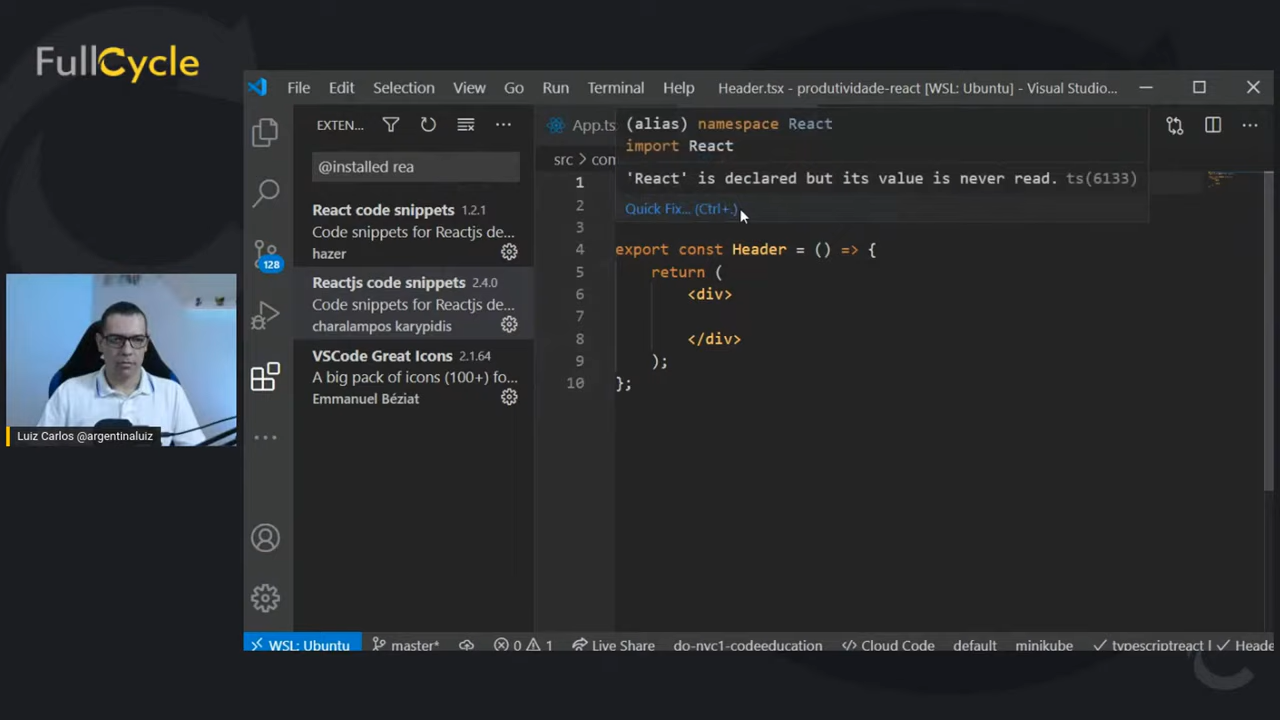 FullCycle
File Edit Selection View Go Run Terminal Help Header.tsx - produtividade-react [WSL: Ubuntu] - Visual Studio...
EXTEN...
@installed rea
React code snippets 1.2.1
Code snippets for Reactjs de...
hazer
Reactjs code snippets 2.4.0
Code snippets for Reactjs de...
charalampos karypidis
VSCode Great Icons 2.1.64
A big pack of icons (100+) fo...
Emmanuel Béziat
128
App.ts
src > com
(alias) namespace React
import React
'React' is declared but its value is never read. ts(6133)
Quick Fix... (Ctrl+.)
1
2
3
4 export const Header = () => {
5 return (
6 <div>
7
8 </div>
9 );
10 };
Luiz Carlos @argentinaluiz
WSL: Ubuntu master* 0 1 Live Share do-nyc1-codeeducation Cloud Code default minikube typescriptreact | Heade